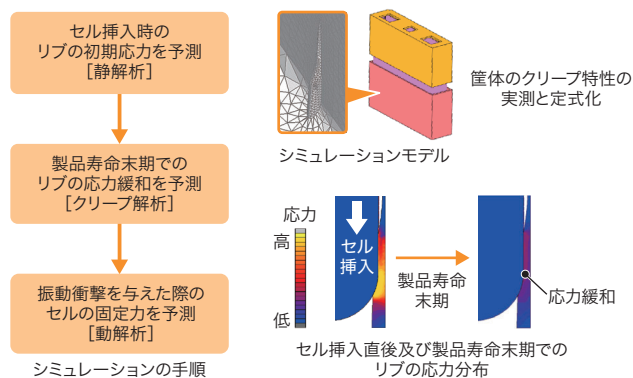 セル挿入時の
リブの初期応力を予測
[静解析]
製品寿命末期での
リブの応力緩和を予測
[クリープ解析]
振動衝撃を与えた際の
セルの固定力を予測
[動解析]
シミュレーションの手順
筐体のクリープ特性の
実測と定式化
シミュレーションモデル
応力
高
低
セル
挿入
製品寿命
末期
応力緩和
セル挿入直後及び製品寿命末期での
リブの応力分布